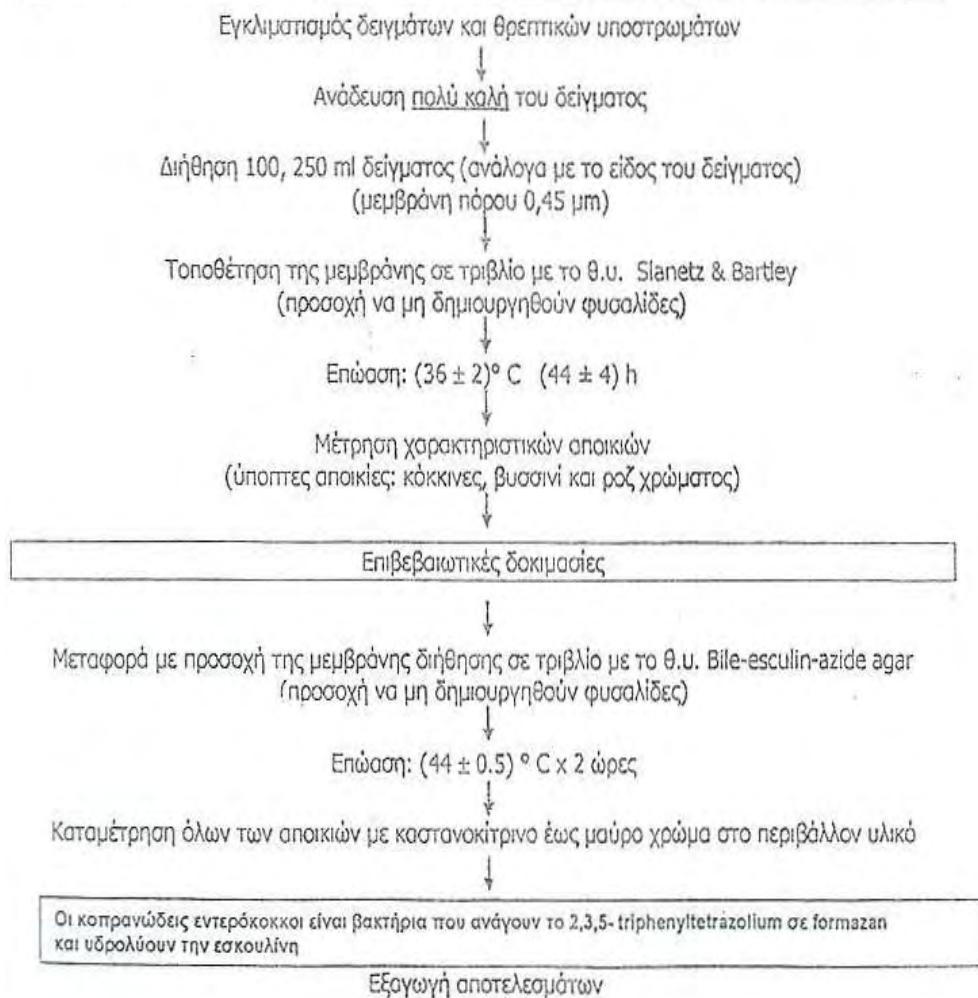 Εγκλιματισμός δειγμάτων και θρεπτικών υποστρωμάτων
Ανάδευση πολύ καλή του δείγματος
Διήθηση 100, 250 ml δείγματος (ανάλογα με το είδος του δείγματος)
(μεμβράνη πόρου 0,45 μm)
Τοποθέτηση της μεμβράνης σε τριβλίο με το θ.υ. Slanetz & Bartley
(προσοχή να μη δημιουργηθούν φυσαλίδες)
Επώαση: (36 ± 2)° C (44 ± 4) h
Μέτρηση χαρακτηριστικών αποικιών
(ύποπτες αποικίες: κόκκινες, βυσσινί και ροζ χρώματος)
Επιβεβαιωτικές δοκιμασίες
Μεταφορά με προσοχή της μεμβράνης διήθησης σε τριβλίο με το θ.υ. Bile-esculin-azide agar
(προσοχή να μη δημιουργηθούν φυσαλίδες)
Επώαση: (44 ± 0.5) ° C x 2 ώρες
Καταμέτρηση όλων των αποικιών με καστανοκίτρινο έως μαύρο χρώμα στο περιβάλλον υλικό
Οι κοπρανώδεις εντερόκοκκοι είναι βακτήρια που ανάγουν το 2,3,5- triphenyltetrazolium σε formazan
και υδρολύουν την εσκουλίνη
Εξαγωγή αποτελεσμάτων